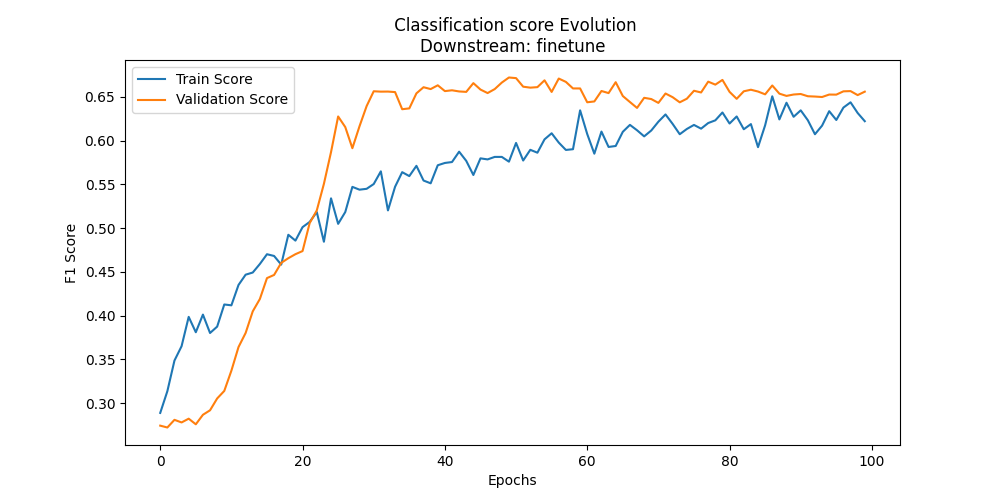 Classification score Evolution
Downstream: finetune
Train Score
Validation Score
F1 Score
0.65
0.60
0.55
0.50
0.45
0.40
0.35
0.30
0 20 40 60 80 100
Epochs